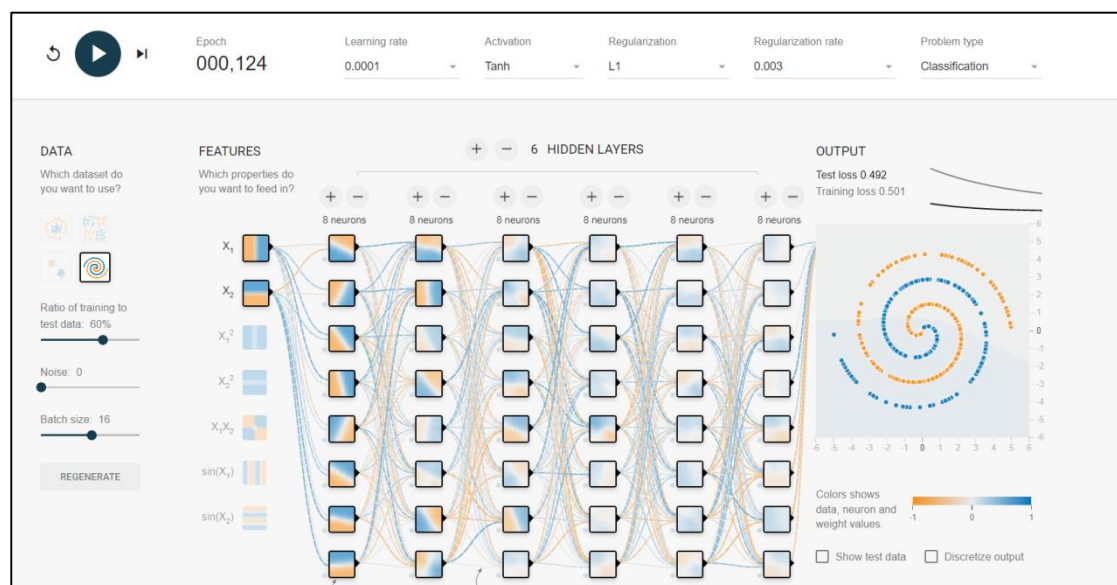 Epoch
000,124
Learning rate
0.0001
Activation
Tanh
Regularization
L1
Regularization rate
0.003
Problem type
Classification
DATA
Which dataset do
you want to use?
Ratio of training to
test data: 60%
Noise: 0
Batch size: 16
REGENERATE
FEATURES
Which properties do
you want to feed in?
X₁
X₂
X₁²
X₂²
X₁X₂
sin(X₁)
sin(X₂)
+ − 6 HIDDEN LAYERS
+ − + − + − + − + − + −
8 neurons 8 neurons 8 neurons 8 neurons 8 neurons 8 neurons
OUTPUT
Test loss 0.492
Training loss 0.501
6
5
4
3
2
1
0
-1
-2
-3
-4
-5
-6
-6 -5 -4 -3 -2 -1 0 1 2 3 4 5 6
Colors shows
data, neuron and
weight values.
-1 0 1
Show test data Discretize output